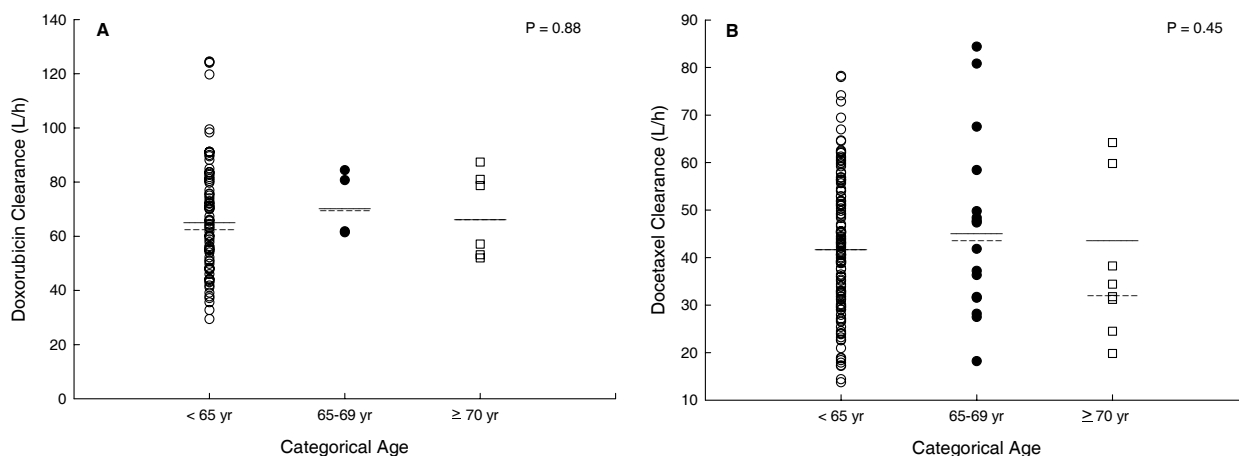 A
P = 0.88
Doxorubicin Clearance (L/h)
140
120
100
80
60
40
20
0
< 65 yr
65-69 yr
≥ 70 yr
Categorical Age
B
P = 0.45
Docetaxel Clearance (L/h)
90
80
70
60
50
40
30
20
10
< 65 yr
65-69 yr
≥ 70 yr
Categorical Age